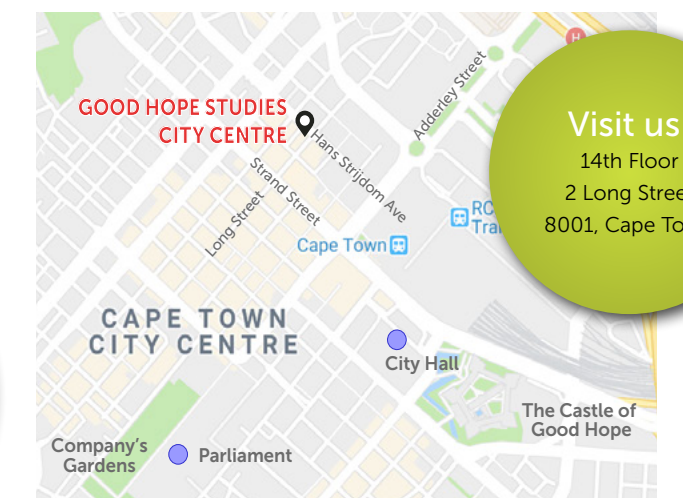 GOOD HOPE STUDIES
CITY CENTRE
Hans Strijdom Ave
Adderley Street
H
Visit us
14th Floor
2 Long Stree
8001, Cape To
Strand Street
Long Street
RC
Tra
Cape Town
CAPE TOWN
CITY CENTRE
City Hall
The Castle of
Good Hope
Company's
Gardens
Parliament